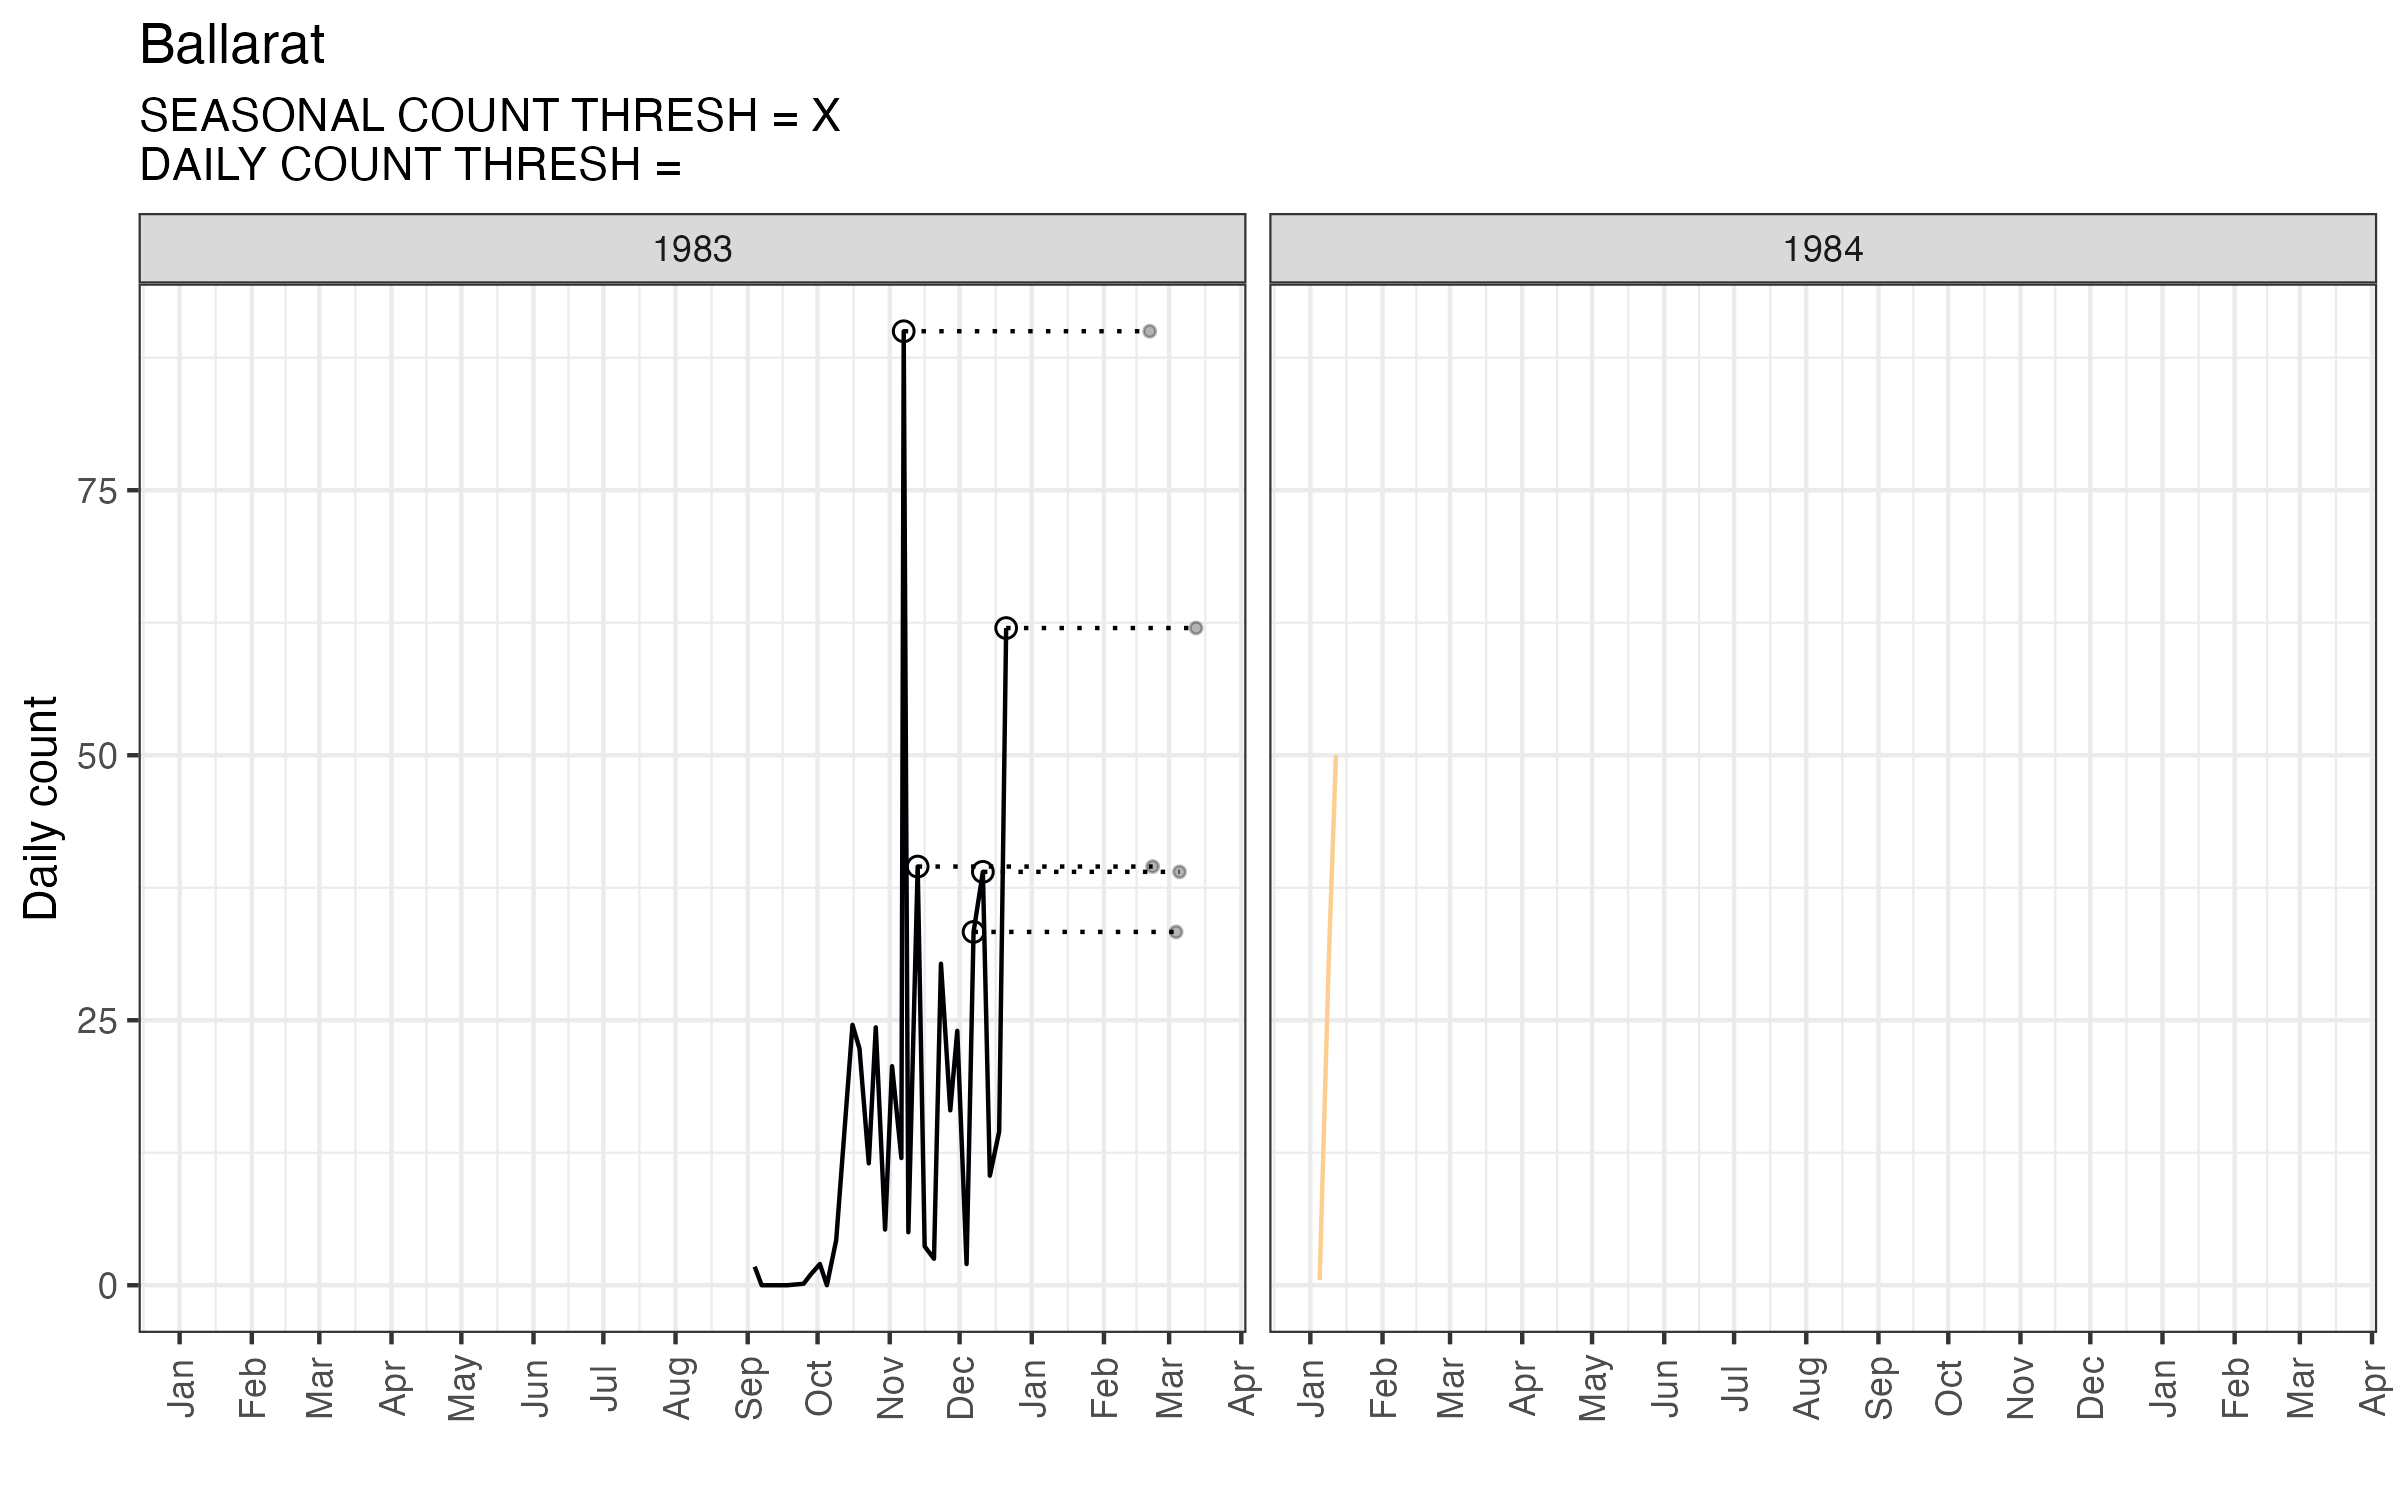 Ballarat
SEASONAL COUNT THRESH = X
DAILY COUNT THRESH =
1983 1984
Daily count
75
50
25
0
Jan Feb Mar Apr May Jun Jul Aug Sep Oct Nov Dec Jan Feb Mar Apr Jan Feb Mar Apr May Jun Jul Aug Sep Oct Nov Dec Jan Feb Mar Apr